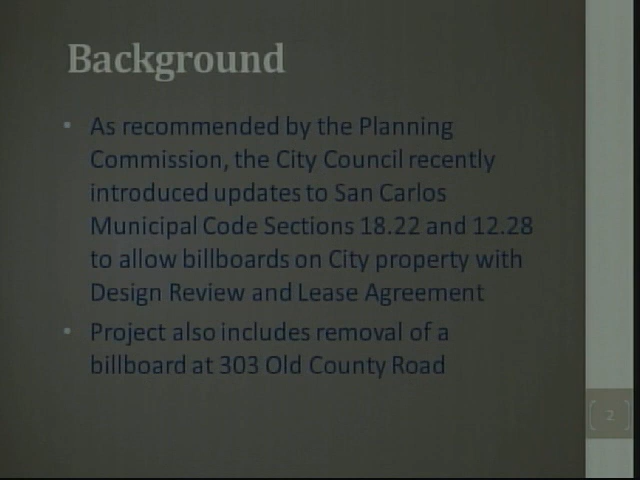 Background
• As recommended by the Planning
Commission, the City Council recently
introduced updates to San Carlos
Municipal Code Sections 18.22 and 12.28
to allow billboards on City property with
Design Review and Lease Agreement
• Project also includes removal of a
billboard at 303 Old County Road
2